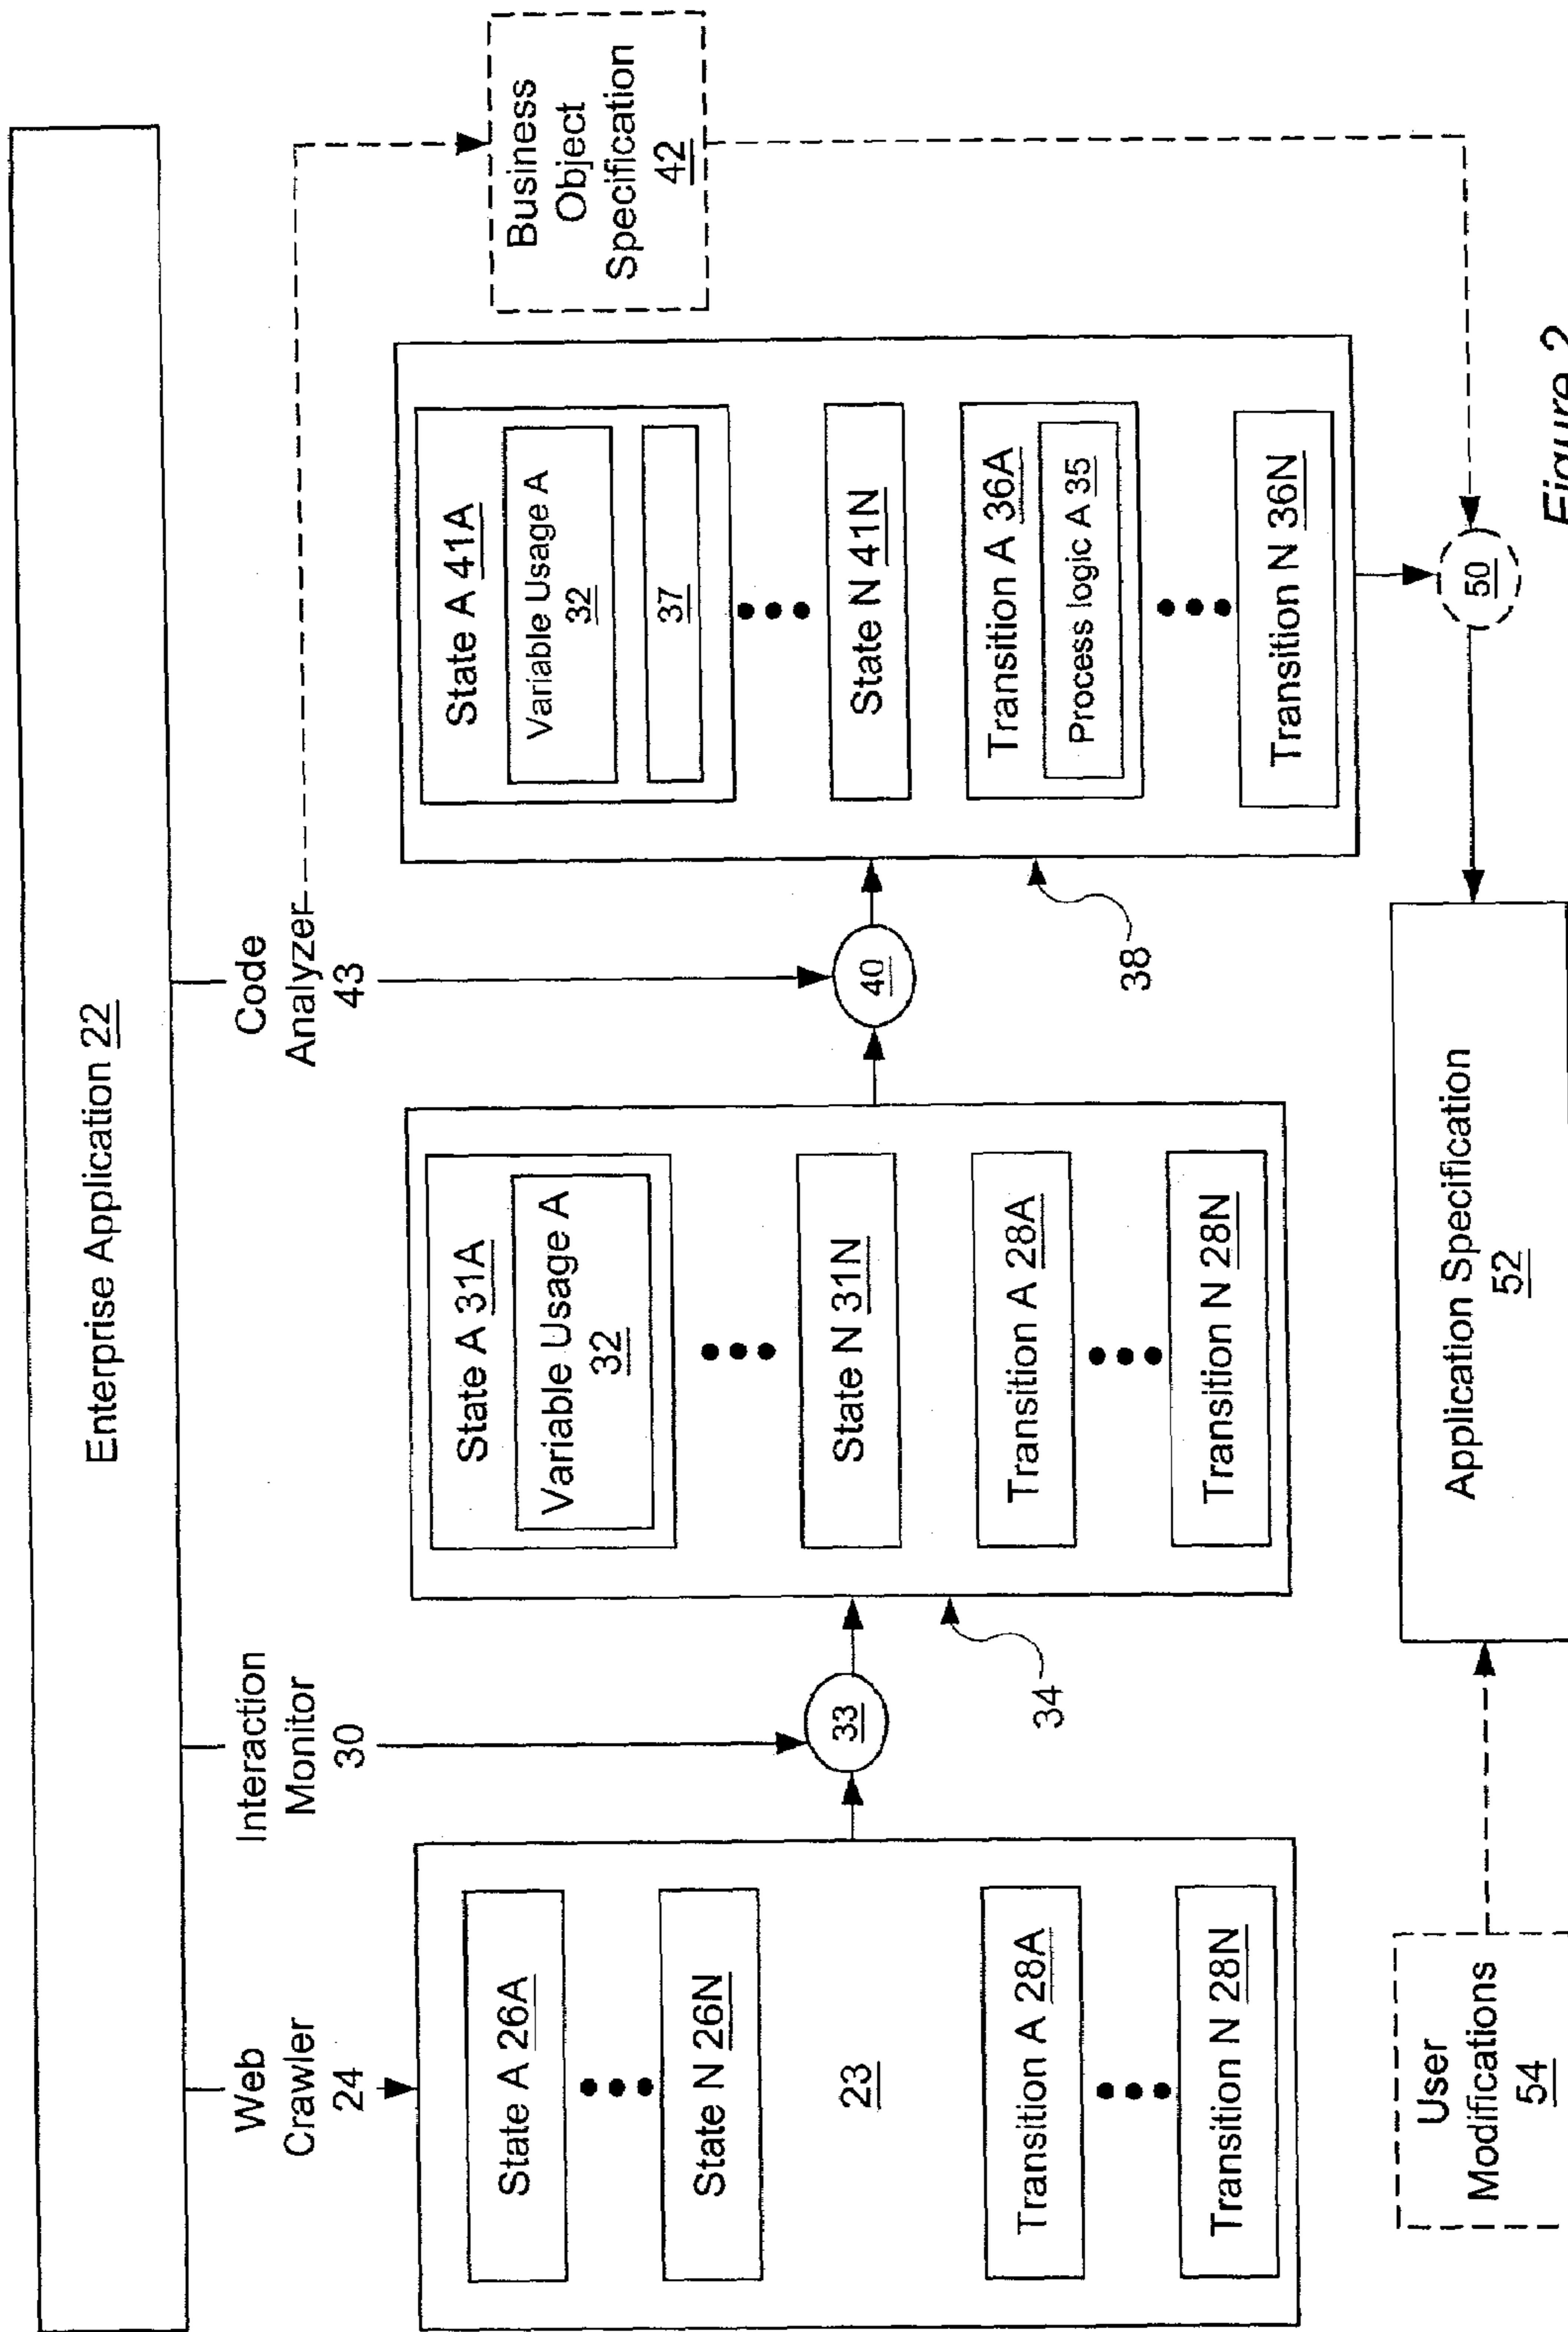 Enterprise Application 22
Web
Crawler
24
Interaction
Monitor
30
Code
Analyzer
43
State A 26A
State N 26N
23
Transition A 28A
Transition N 28N
33
34
State A 31A
Variable Usage A
32
State N 31N
Transition A 28A
Transition N 28N
40
38
State A 41A
Variable Usage A
32
37
State N 41N
Transition A 36A
Process logic A 35
Transition N 36N
Business
Object
Specification
42
50
User
Modifications
54
Application Specification
52
Figure 2